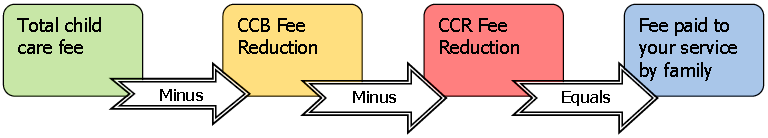 Total child
care fee
Minus
CCB Fee
Reduction
Minus
CCR Fee
Reduction
Equals
Fee paid to
your service
by family